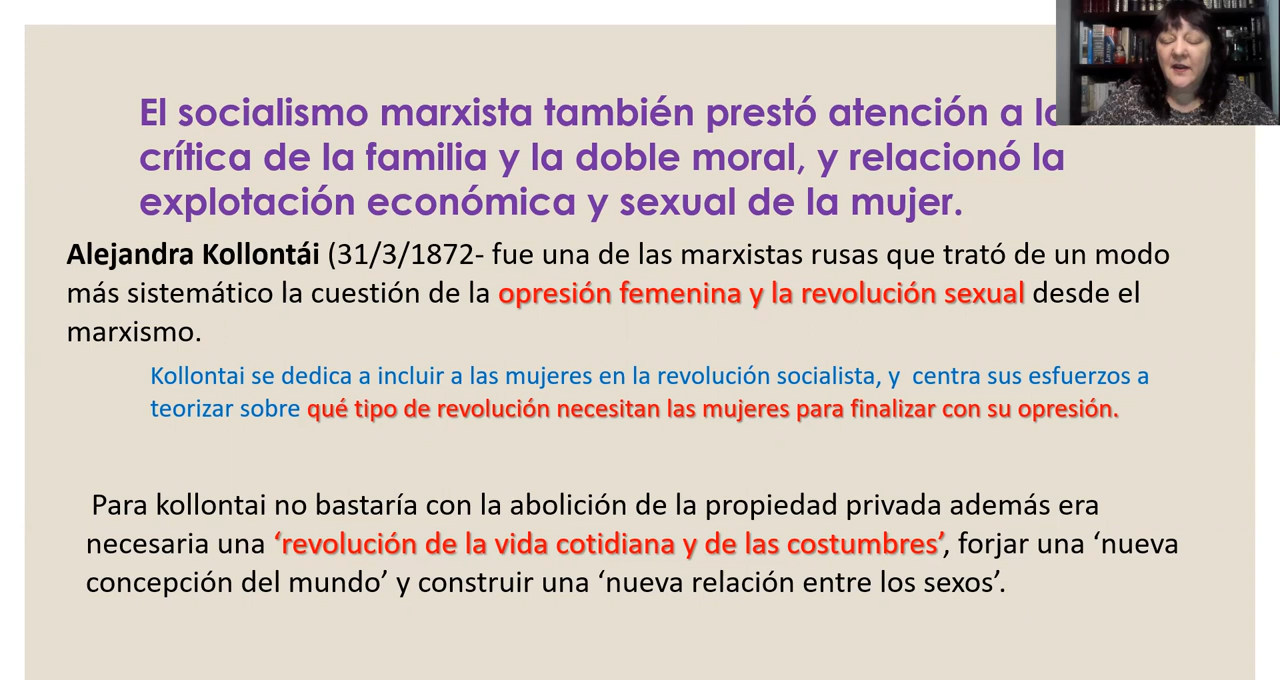 El socialismo marxista también prestó atención a la
crítica de la familia y la doble moral, y relacionó la
explotación económica y sexual de la mujer.
Alejandra Kollontái (31/3/1872- fue una de las marxistas rusas que trató de un modo
más sistemático la cuestión de la opresión femenina y la revolución sexual desde el
marxismo.
Kollontai se dedica a incluir a las mujeres en la revolución socialista, y  centra sus esfuerzos a
teorizar sobre qué tipo de revolución necesitan las mujeres para finalizar con su opresión.
Para kollontai no bastaría con la abolición de la propiedad privada además era
necesaria una ‘revolución de la vida cotidiana y de las costumbres’, forjar una ‘nueva
concepción del mundo’ y construir una ‘nueva relación entre los sexos’.